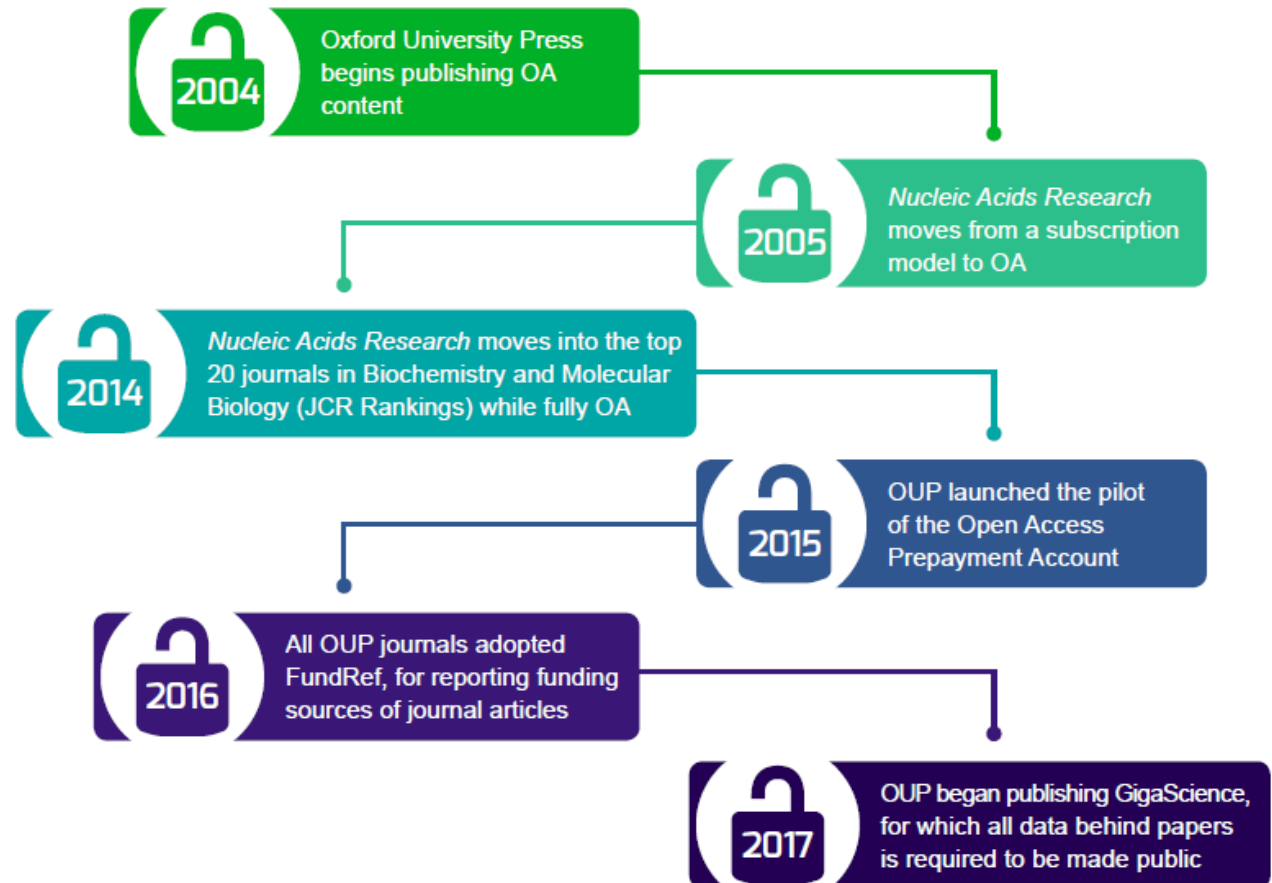 2004
Oxford University Press
begins publishing OA
content
2005
Nucleic Acids Research
moves from a subscription
model to OA
2014
Nucleic Acids Research moves into the top
20 journals in Biochemistry and Molecular
Biology (JCR Rankings) while fully OA
2015
OUP launched the pilot
of the Open Access
Prepayment Account
2016
All OUP journals adopted
FundRef, for reporting funding
sources of journal articles
2017
OUP began publishing GigaScience,
for which all data behind papers
is required to be made public